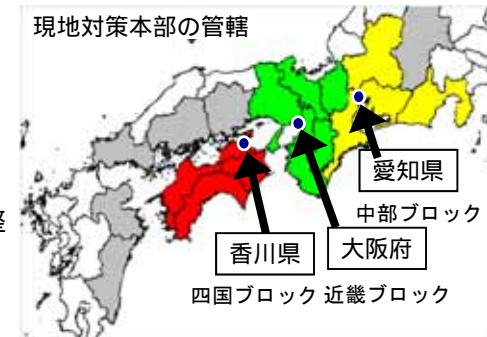 現地対策本部の管轄
愛知県
中部ブロック
整
香川県
大阪府
四国ブロック 近畿ブロック